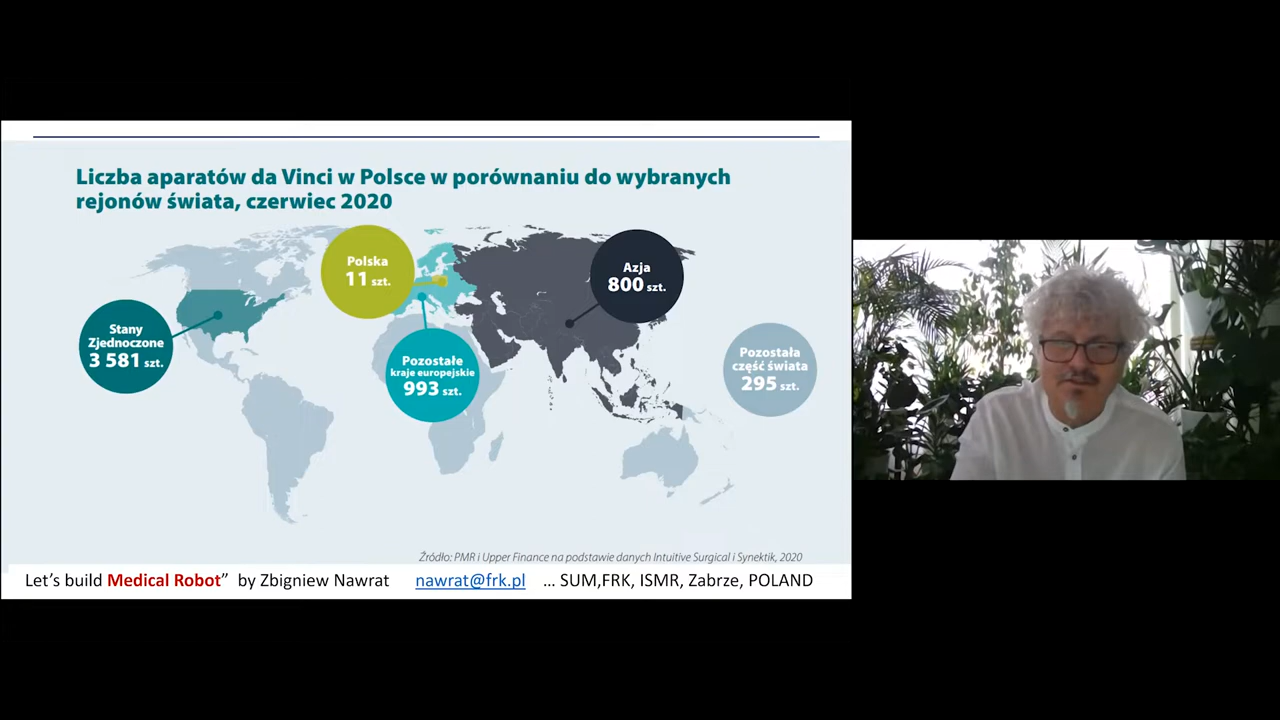 Liczba aparatów da Vinci w Polsce w porównaniu do wybranych
rejonów świata, czerwiec 2020
Polska
11 szt.
Azja
800 szt.
Stany
Zjednoczone
3 581 szt.
Pozostałe
kraje europejskie
993 szt.
Pozostała
część świata
295 szt.
Źródło: PMR i Upper Finance na podstawie danych Intuitive Surgical i Synektik, 2020
Let's build Medical Robot” by Zbigniew Nawrat nawrat@frk.pl ... SUM,FRK, ISMR, Zabrze, POLAND